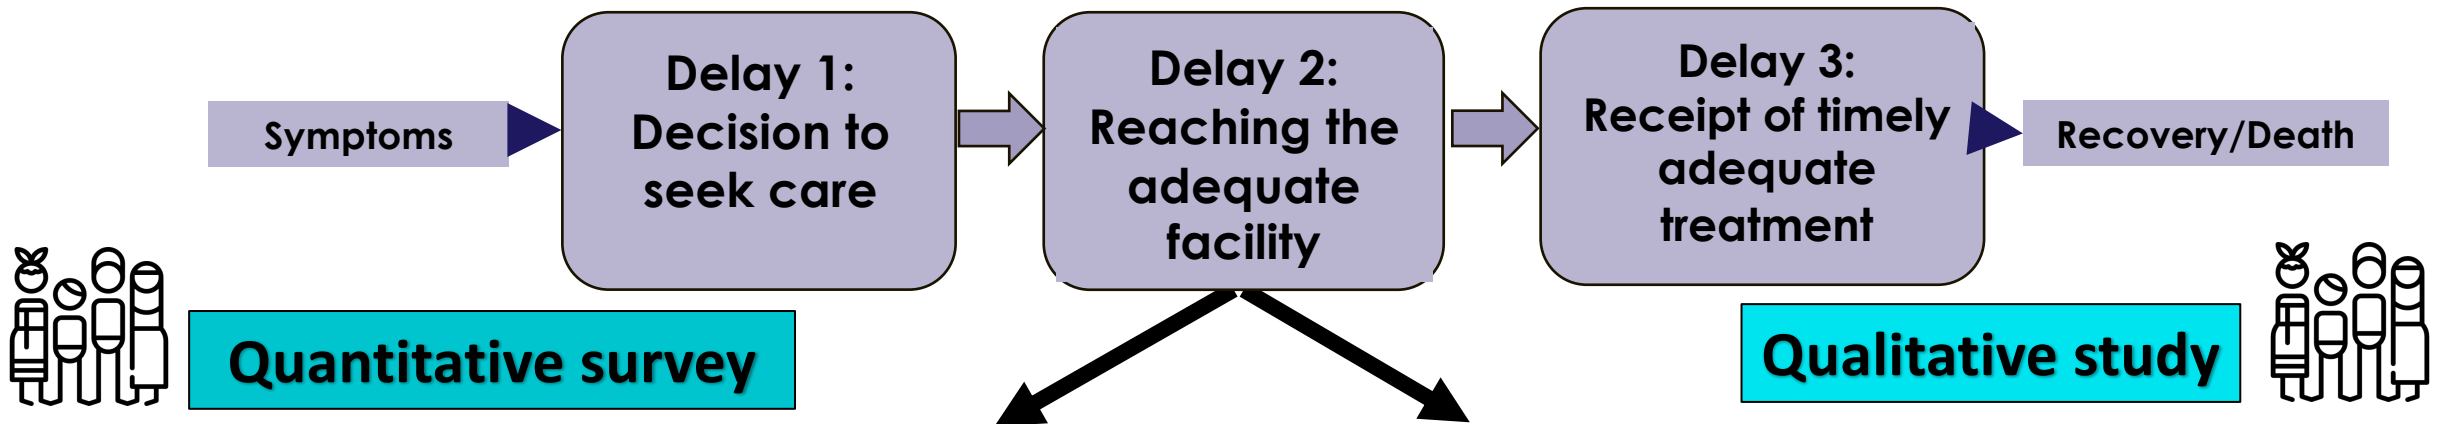 Symptoms
Delay 1:
Decision to
seek care
Delay 2:
Reaching the
adequate
facility
Delay 3:
Receipt of timely
adequate
treatment
Recovery/Death
Quantitative survey
Qualitative study